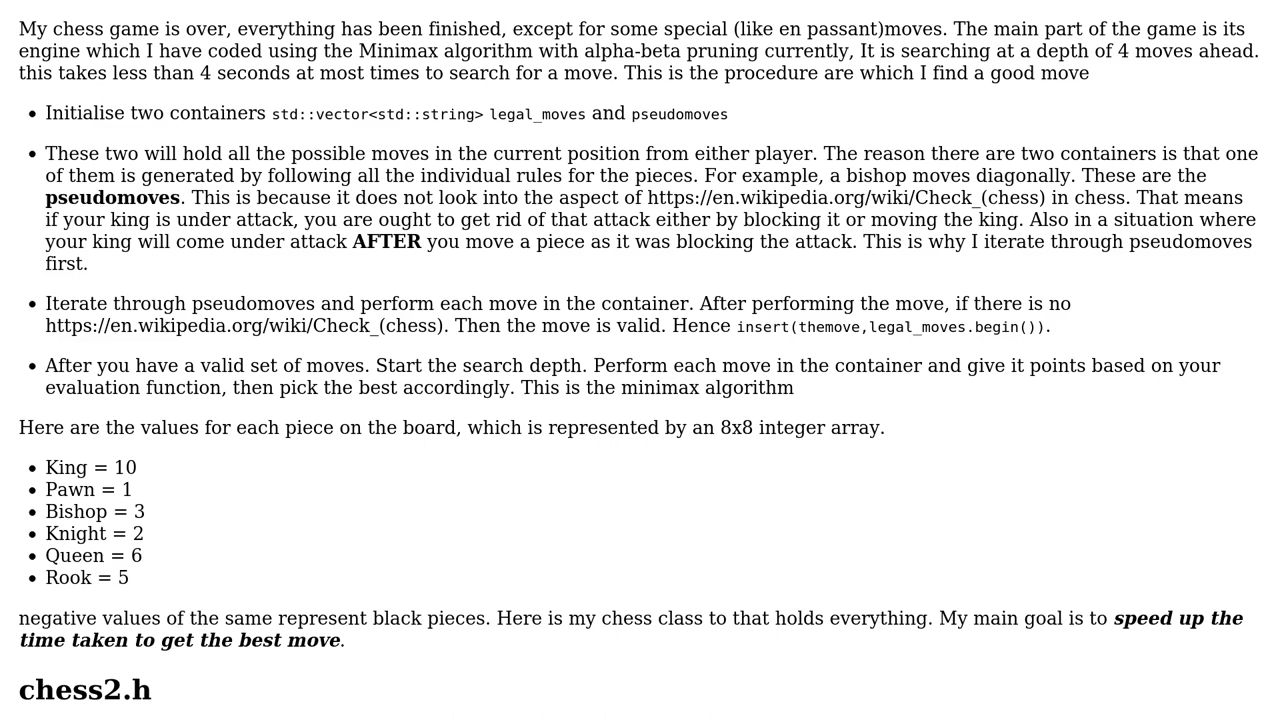 My chess game is over, everything has been finished, except for some special (like en passant)moves. The main part of the game is its
engine which I have coded using the Minimax algorithm with alpha-beta pruning currently, It is searching at a depth of 4 moves ahead.
this takes less than 4 seconds at most times to search for a move. This is the procedure are which I find a good move
• Initialise two containers std::vector<std::string> legal_moves and pseudomoves
• These two will hold all the possible moves in the current position from either player. The reason there are two containers is that one
of them is generated by following all the individual rules for the pieces. For example, a bishop moves diagonally. These are the
pseudomoves. This is because it does not look into the aspect of https://en.wikipedia.org/wiki/Check_(chess) in chess. That means
if your king is under attack, you are ought to get rid of that attack either by blocking it or moving the king. Also in a situation where
your king will come under attack AFTER you move a piece as it was blocking the attack. This is why I iterate through pseudomoves
first.
• Iterate through pseudomoves and perform each move in the container. After performing the move, if there is no
https://en.wikipedia.org/wiki/Check_(chess). Then the move is valid. Hence insert(themove,legal_moves.begin()).
• After you have a valid set of moves. Start the search depth. Perform each move in the container and give it points based on your
evaluation function, then pick the best accordingly. This is the minimax algorithm
Here are the values for each piece on the board, which is represented by an 8x8 integer array.
• King = 10
• Pawn = 1
• Bishop = 3
• Knight = 2
• Queen = 6
• Rook = 5
negative values of the same represent black pieces. Here is my chess class to that holds everything. My main goal is to speed up the
time taken to get the best move.
chess2.h